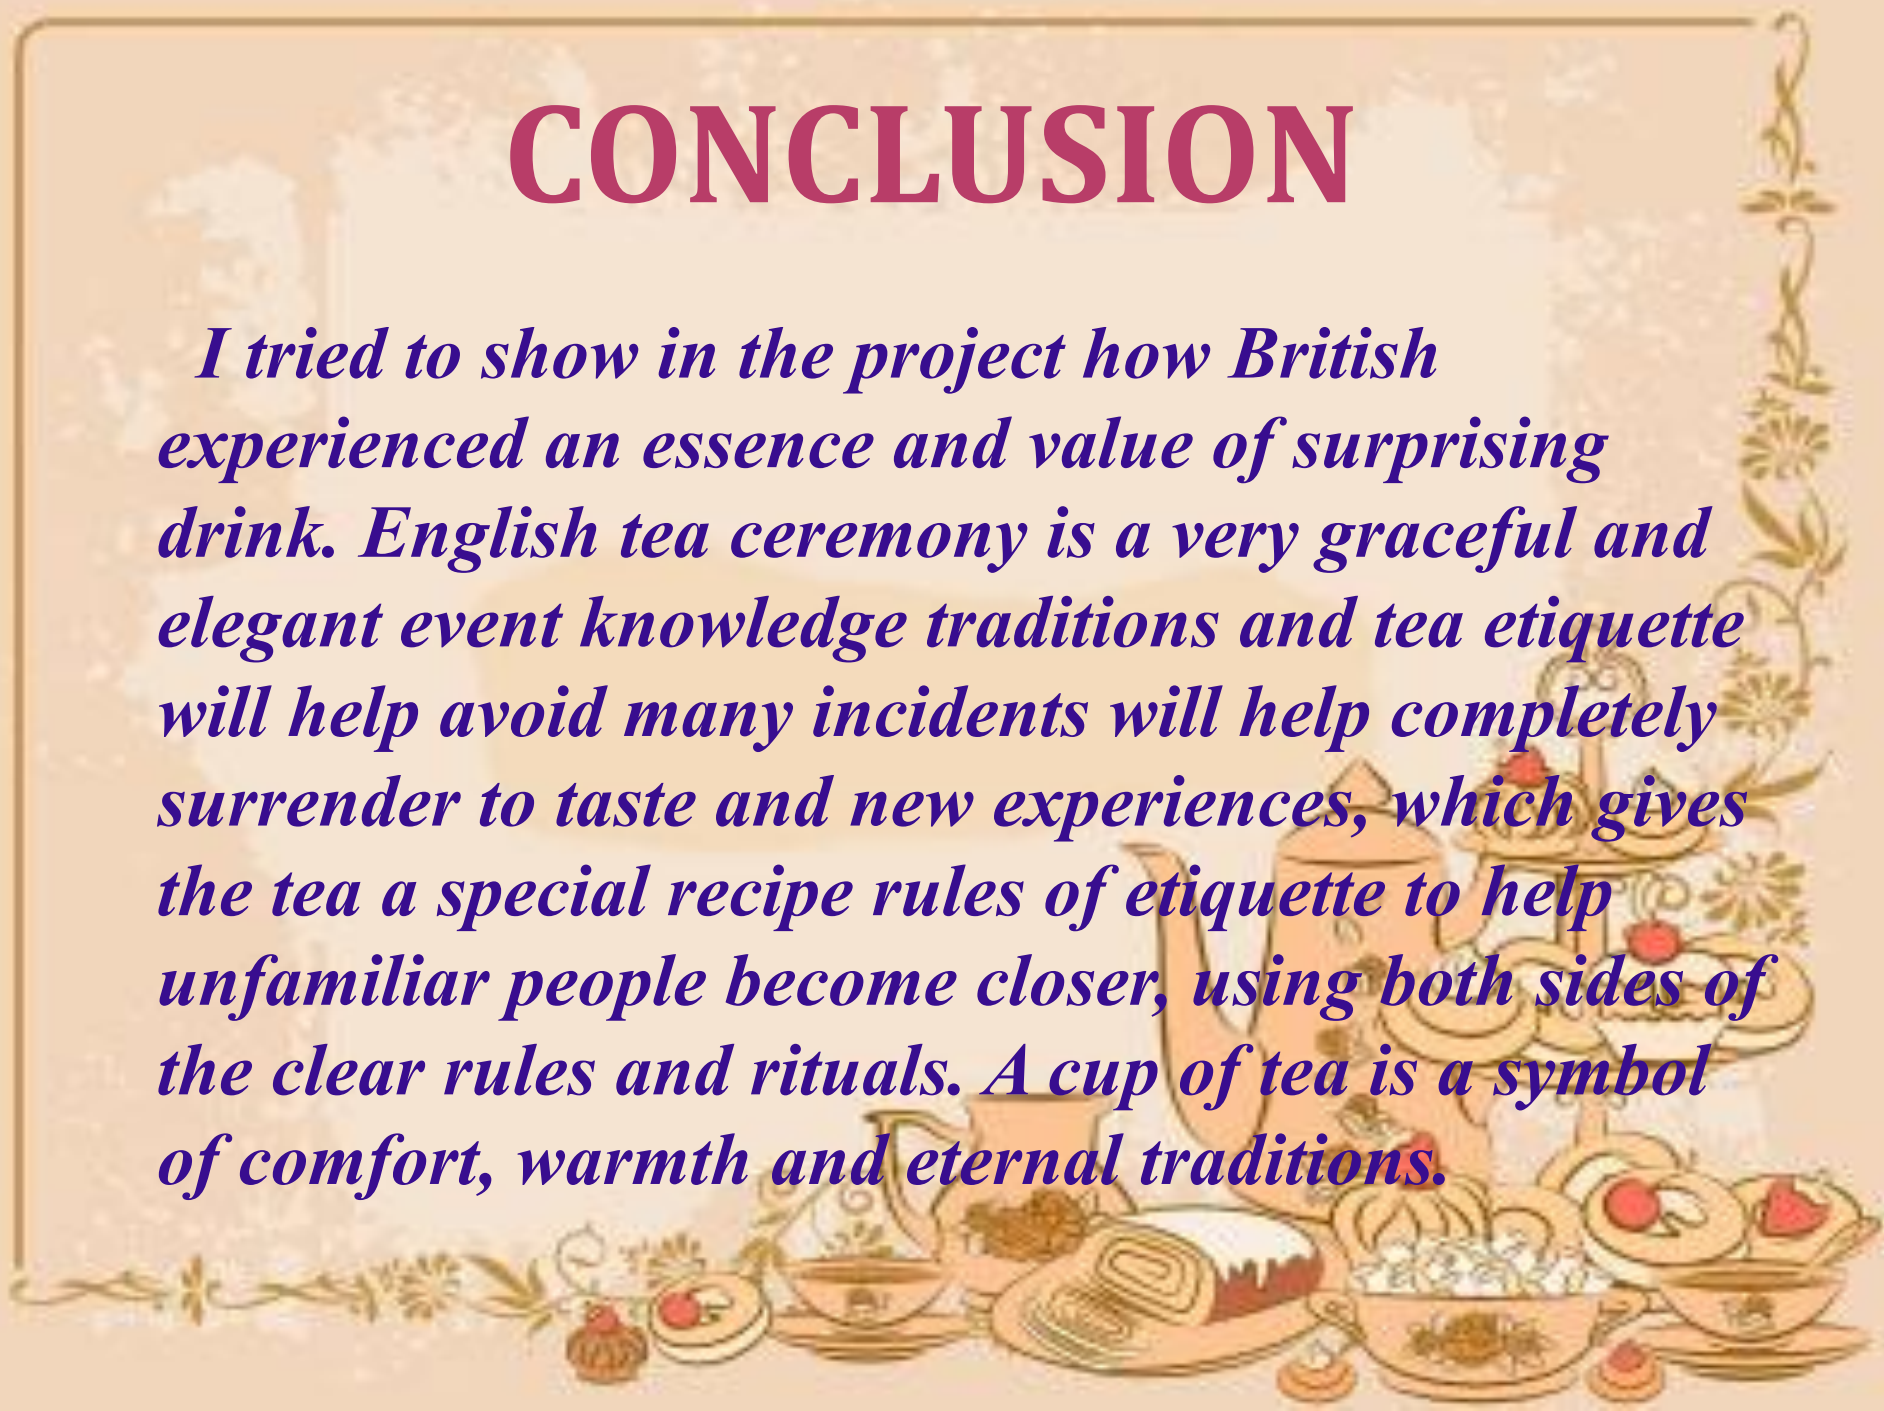 CONCLUSION
I tried to show in the project how British
experienced an essence and value of surprising
drink. English tea ceremony is a very graceful and
elegant event knowledge traditions and tea etiquette
will help avoid many incidents will help completely
surrender to taste and new experiences, which gives
the tea a special recipe rules of etiquette to help
unfamiliar people become closer, using both sides of
the clear rules and rituals. A cup of tea is a symbol
of comfort, warmth and eternal traditions.